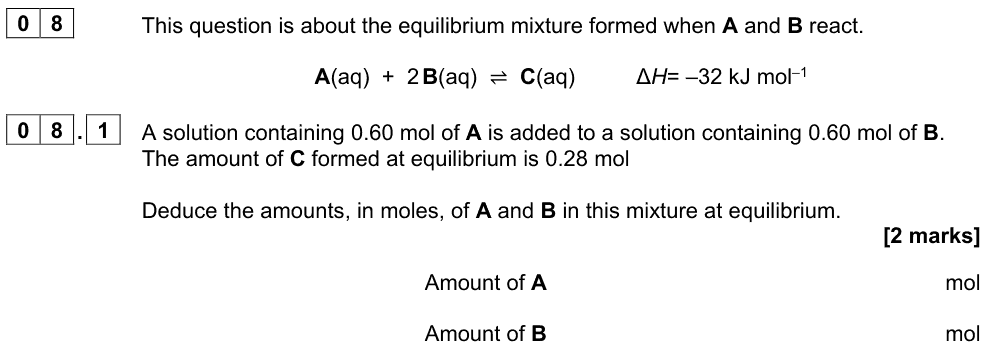 0 8 This question is about the equilibrium mixture formed when A and B react.
A(aq) + 2B(aq) ⇌ C(aq) ΔH= –32 kJ mol⁻¹
0 8 . 1 A solution containing 0.60 mol of A is added to a solution containing 0.60 mol of B.
The amount of C formed at equilibrium is 0.28 mol
Deduce the amounts, in moles, of A and B in this mixture at equilibrium.
[2 marks]
Amount of A mol
Amount of B mol